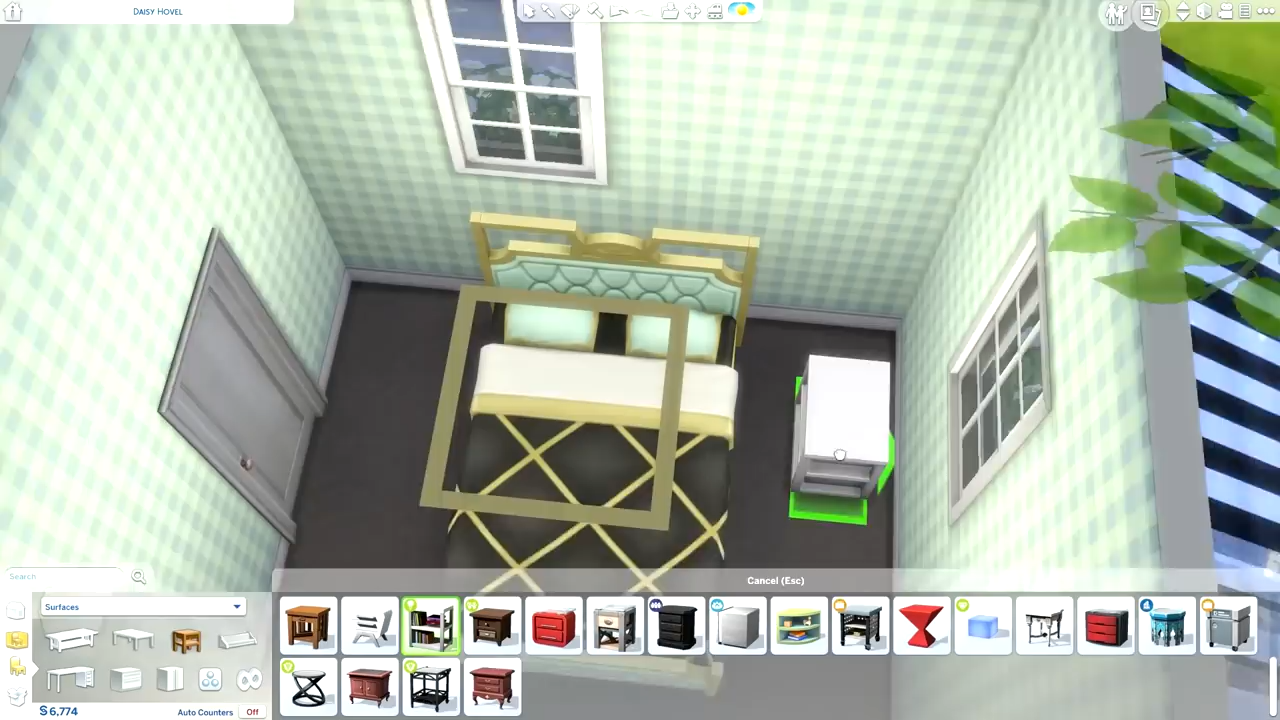 DAISY HOVEL
Cancel (Esc)
Search
Surfaces
§6,774
Auto Counters
Off